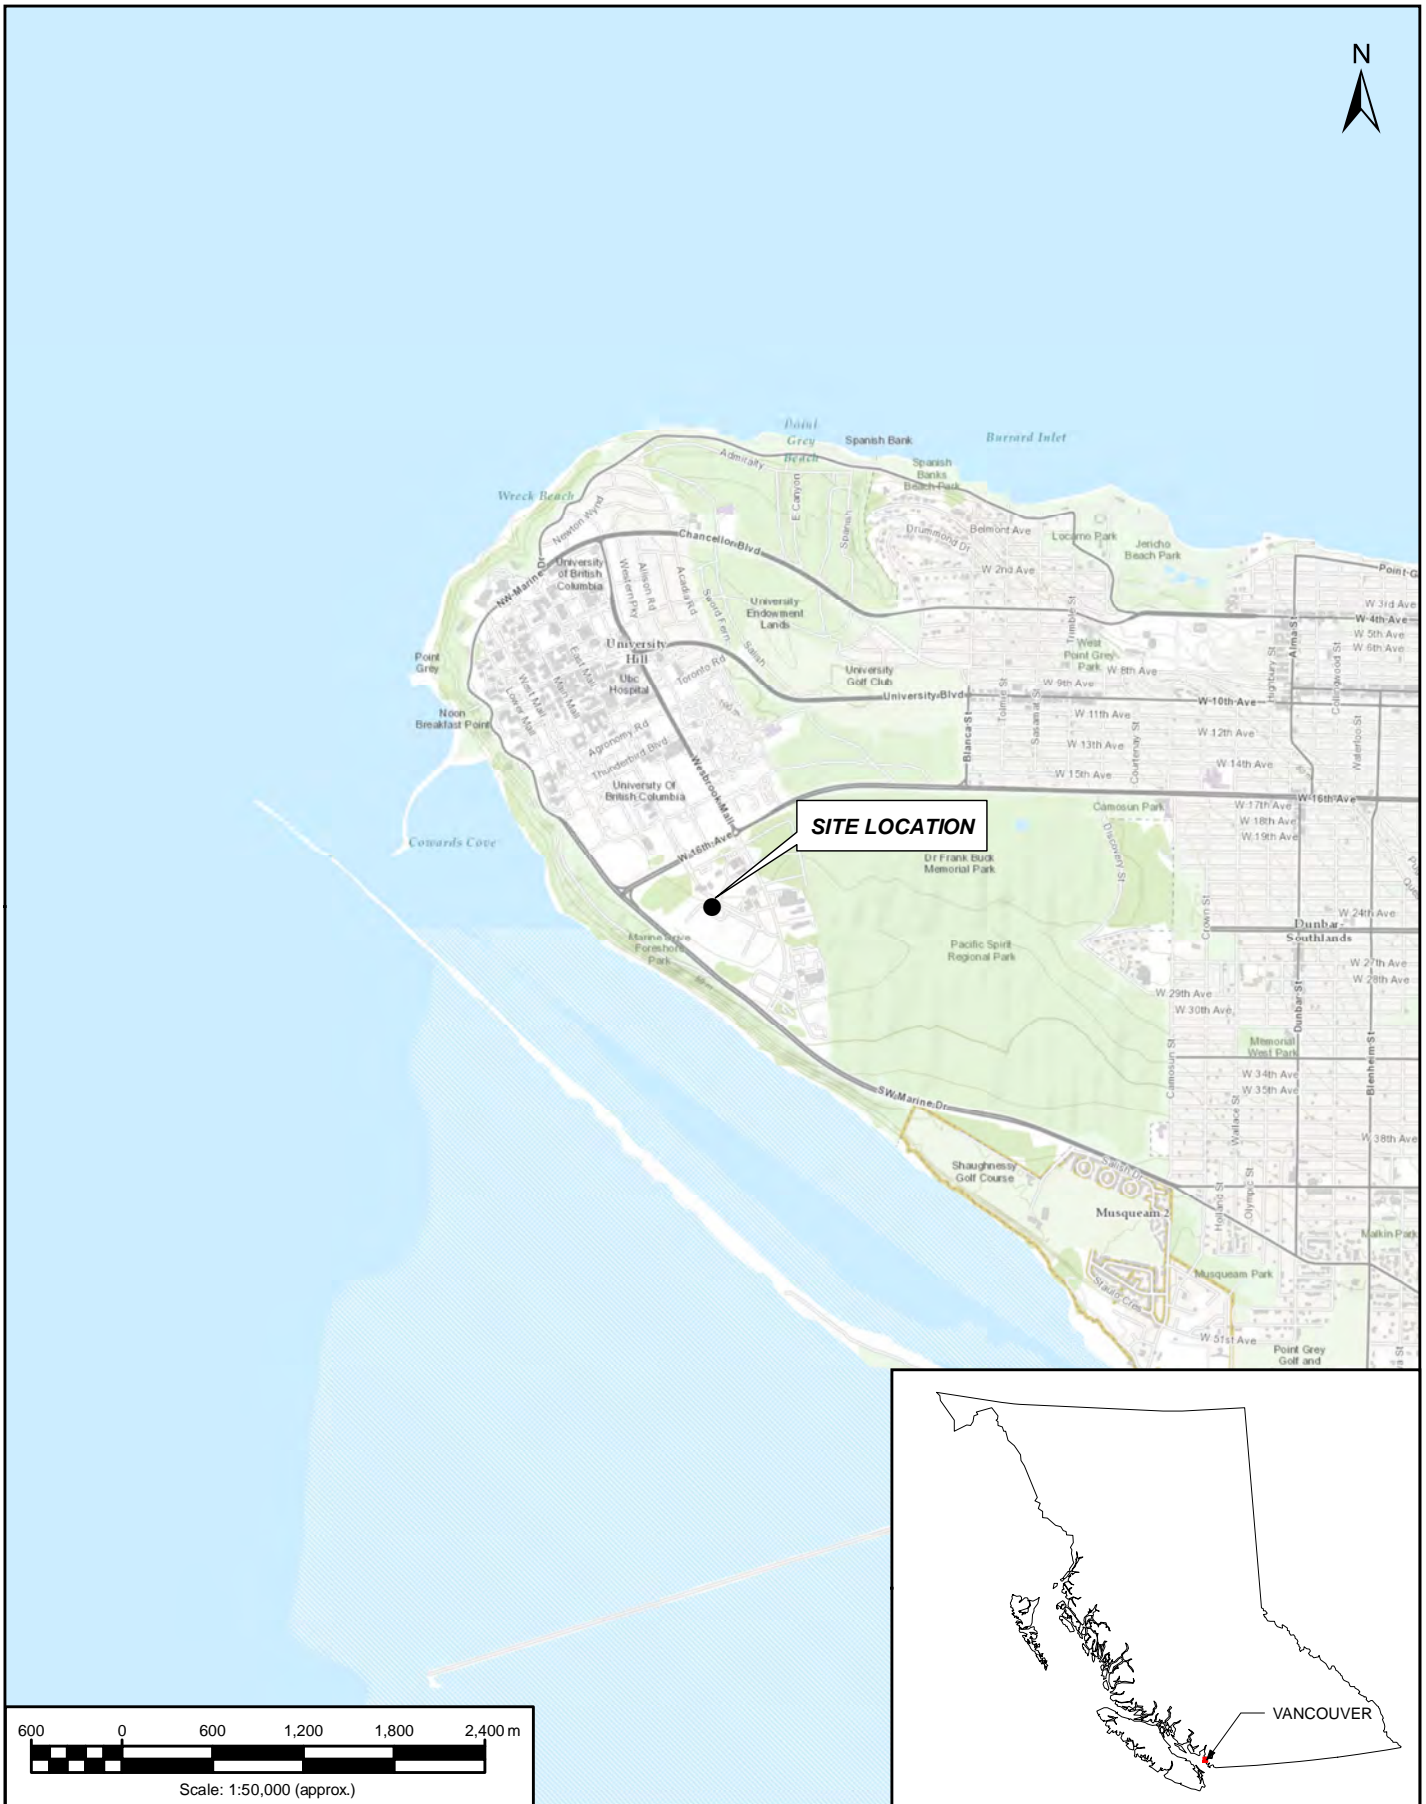 N
Point
Grey
Beach
Spanish Bank
Burrard Inlet
Admiralty
Spanish
Banks
Beach Park
Wreck Beach
Newton Wynd
E Canyon
Spanish
Drummond Dr
Belmont Ave
Locarno Park
Jericho
Beach Park
Chancellor Blvd
University
of British
Columbia
NW Marine Dr
Western Pky
Allison Rd
Acadia Rd
Sword Fern
W 2nd Ave
Point-G
W 3rd Ave
W 4th Ave
W 5th Ave
W 6th Ave
University
Endowment
Lands
Trimble St
West
Point Grey
Park
W 8th Ave
Highbury St
Alma St
Collingwood St
Point
Grey
University
Hill
Ubc
Hospital
Toronto Rd
Salish
University
Golf Club
W 9th Ave
University Blvd
W 10th Ave
East Mall
Main Mall
West Mall
Lower Mall
100 m
Tolmie St
Sasamat St
W 11th Ave
W 12th Ave
Noon
Breakfast Point
Agronomy Rd
Thunderbird Blvd
Wesbrook Mall
Blanca St
W 13th Ave
Courtenay St
W 14th Ave
W 15th Ave
University Of
British Columbia
W 16th Ave
Camosun Park
W 17th Ave
W 18th Ave
W 19th Ave
SITE LOCATION
Cowards Cove
W 16th Ave
Discovery St
Dr Frank Buck
Memorial Park
Crown St
W 24th Ave
Dunbar-
Southlands
Marine Drive
Foreshore
Park
Pacific Spirit
Regional Park
W 27th Ave
W 28th Ave
W 29th Ave
W 30th Ave
Dunbar St
Memorial
West Park
Blenheim St
Camosun St
W 34th Ave
W 35th Ave
SW Marine Dr
Wallace St
W 38th Ave
Shaughnessy
Golf Course
Salish Dr
Holland St
Olympic St
Musqueam 2
Malkin Park
Musqueam Park
Staulo Cres
W 51st Ave
Point Grey
Golf and
VANCOUVER
600 0 600 1,200 1,800 2,400 m
Scale: 1:50,000 (approx.)